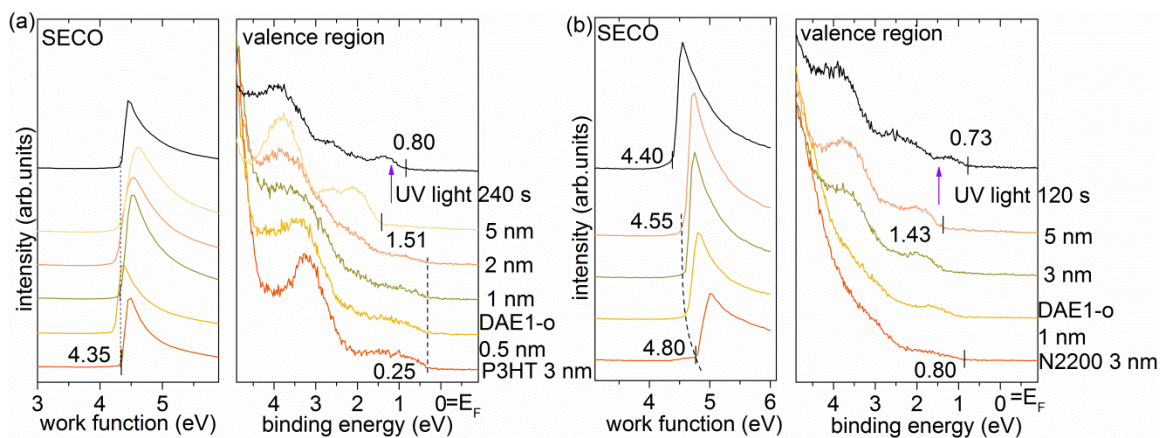 (a)
SECO
valence region
0.80
UV light 240 s
5 nm
1.51
2 nm
1 nm
DAE1-o
0.5 nm
4.35
0.25
P3HT 3 nm
intensity (arb.units)
3 4 5
work function (eV)
4 3 2 1 0=E_F
binding energy (eV)
(b)
SECO
valence region
4.40
0.73
UV light 120 s
4.55
1.43
5 nm
3 nm
DAE1-o
1 nm
4.80
0.80
N2200 3 nm
intensity (arb.units)
4 5 6
work function (eV)
4 3 2 1 0=E_F
binding energy (eV)